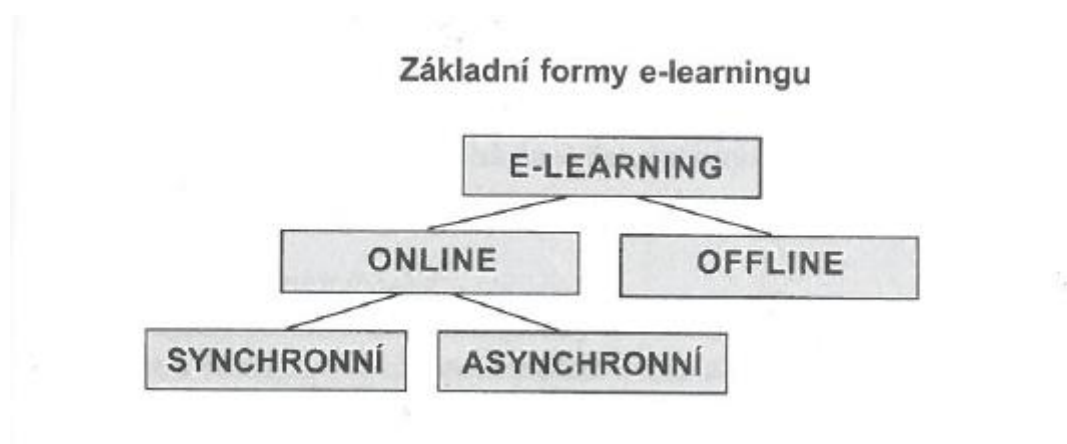 Základní formy e-learningu
E-LEARNING
ONLINE
OFFLINE
SYNCHRONNÍ
ASYNCHRONNÍ